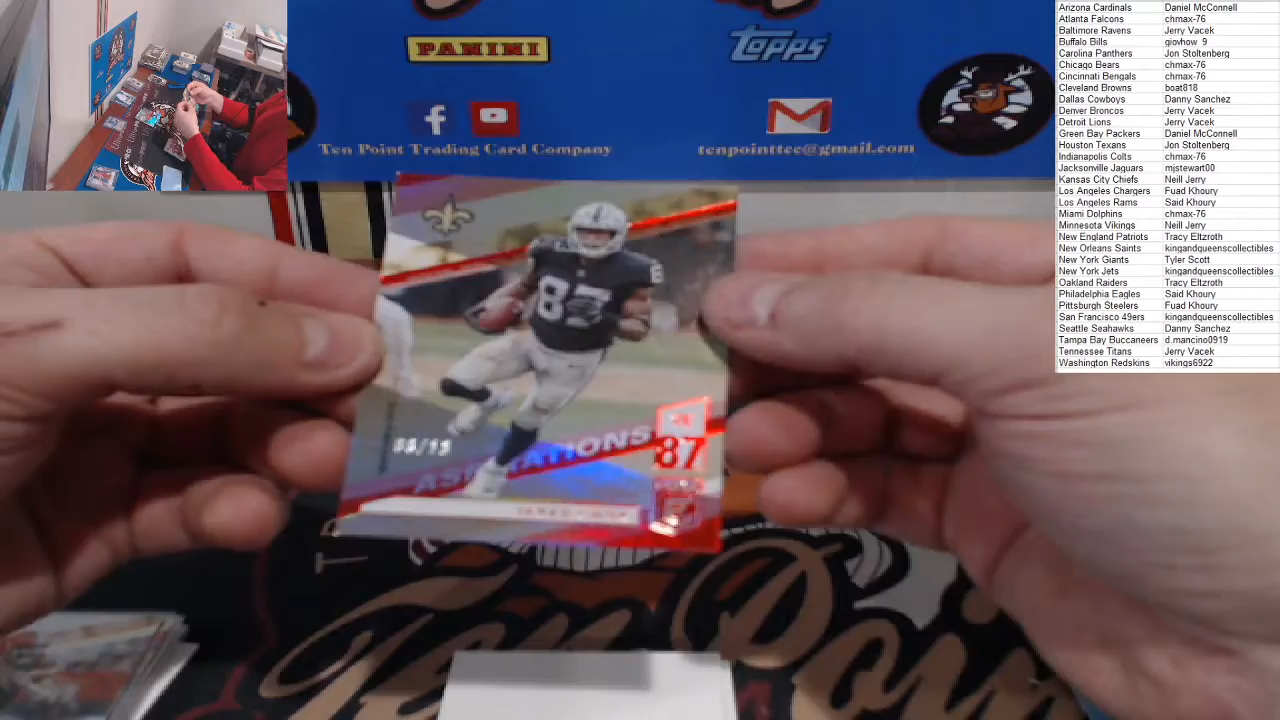 PANINI
TOPPS
Ten Point Trading Card Company
tenpointtcc@gmail.com
87
ASPIRATIONS
87
Ten Poin
Arizona Cardinals Daniel McConnell
Atlanta Falcons chmax-76
Baltimore Ravens Jerry Vacek
Buffalo Bills giovhow_9
Carolina Panthers Jon Stoltenberg
Chicago Bears chmax-76
Cincinnati Bengals chmax-76
Cleveland Browns boat818
Dallas Cowboys Danny Sanchez
Denver Broncos Jerry Vacek
Detroit Lions Jerry Vacek
Green Bay Packers Daniel McConnell
Houston Texans Jon Stoltenberg
Indianapolis Colts chmax-76
Jacksonville Jaguars mjstewart00
Kansas City Chiefs Neill Jerry
Los Angeles Chargers Fuad Khoury
Los Angeles Rams Said Khoury
Miami Dolphins chmax-76
Minnesota Vikings Neill Jerry
New England Patriots Tracy Eltzroth
New Orleans Saints kingandqueenscollectibles
New York Giants Tyler Scott
New York Jets kingandqueenscollectibles
Oakland Raiders Tracy Eltzroth
Philadelphia Eagles Said Khoury
Pittsburgh Steelers Fuad Khoury
San Francisco 49ers kingandqueenscollectibles
Seattle Seahawks Danny Sanchez
Tampa Bay Buccaneers d.mancino0919
Tennessee Titans Jerry Vacek
Washington Redskins vikings6922